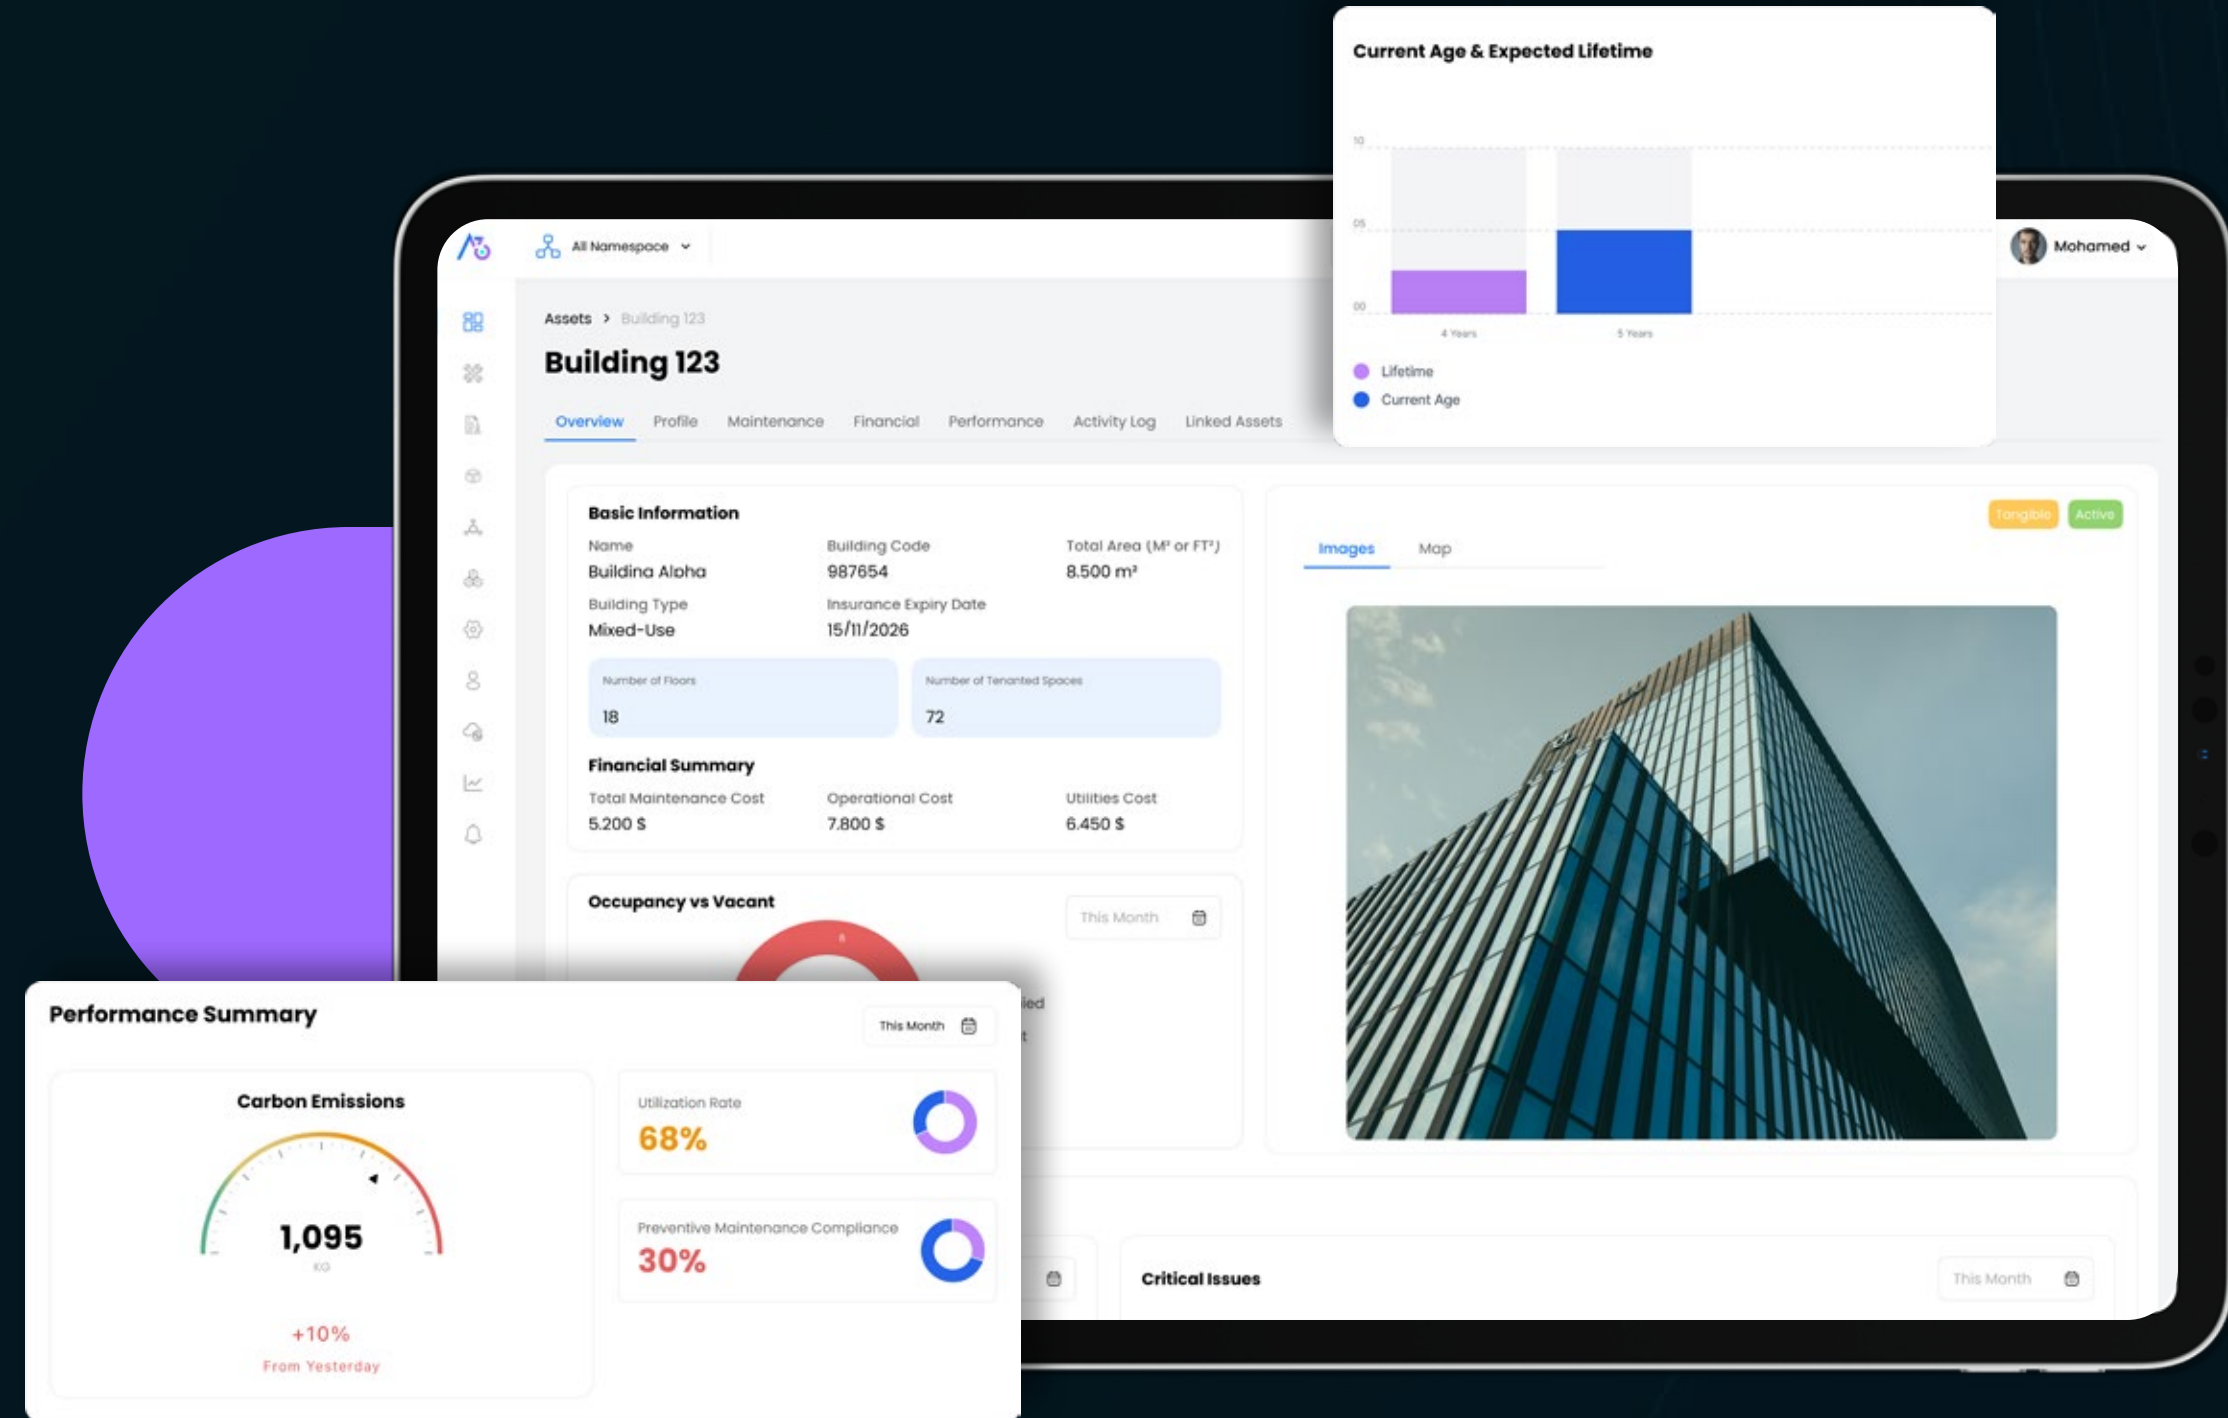 Current Age & Expected Lifetime
10
05
00
4 Years
5 Years
Lifetime
Current Age
All Namespace
Mohamed
Assets > Building 123
Building 123
Overview Profile Maintenance Financial Performance Activity Log Linked Assets
Basic Information
Name Building Code Total Area (M² or FT²)
Building Alpha 987654 8.500 m²
Building Type Insurance Expiry Date
Mixed-Use 15/11/2026
Number of Floors Number of Tenanted Spaces
18 72
Financial Summary
Total Maintenance Cost Operational Cost Utilities Cost
5.200 $ 7.800 $ 6.450 $
Tangible Active
Images Map
Occupancy vs Vacant
This Month
ied
t
Performance Summary
This Month
Carbon Emissions
1,095
KG
+10%
From Yesterday
Utilization Rate
68%
Preventive Maintenance Compliance
30%
Critical Issues
This Month